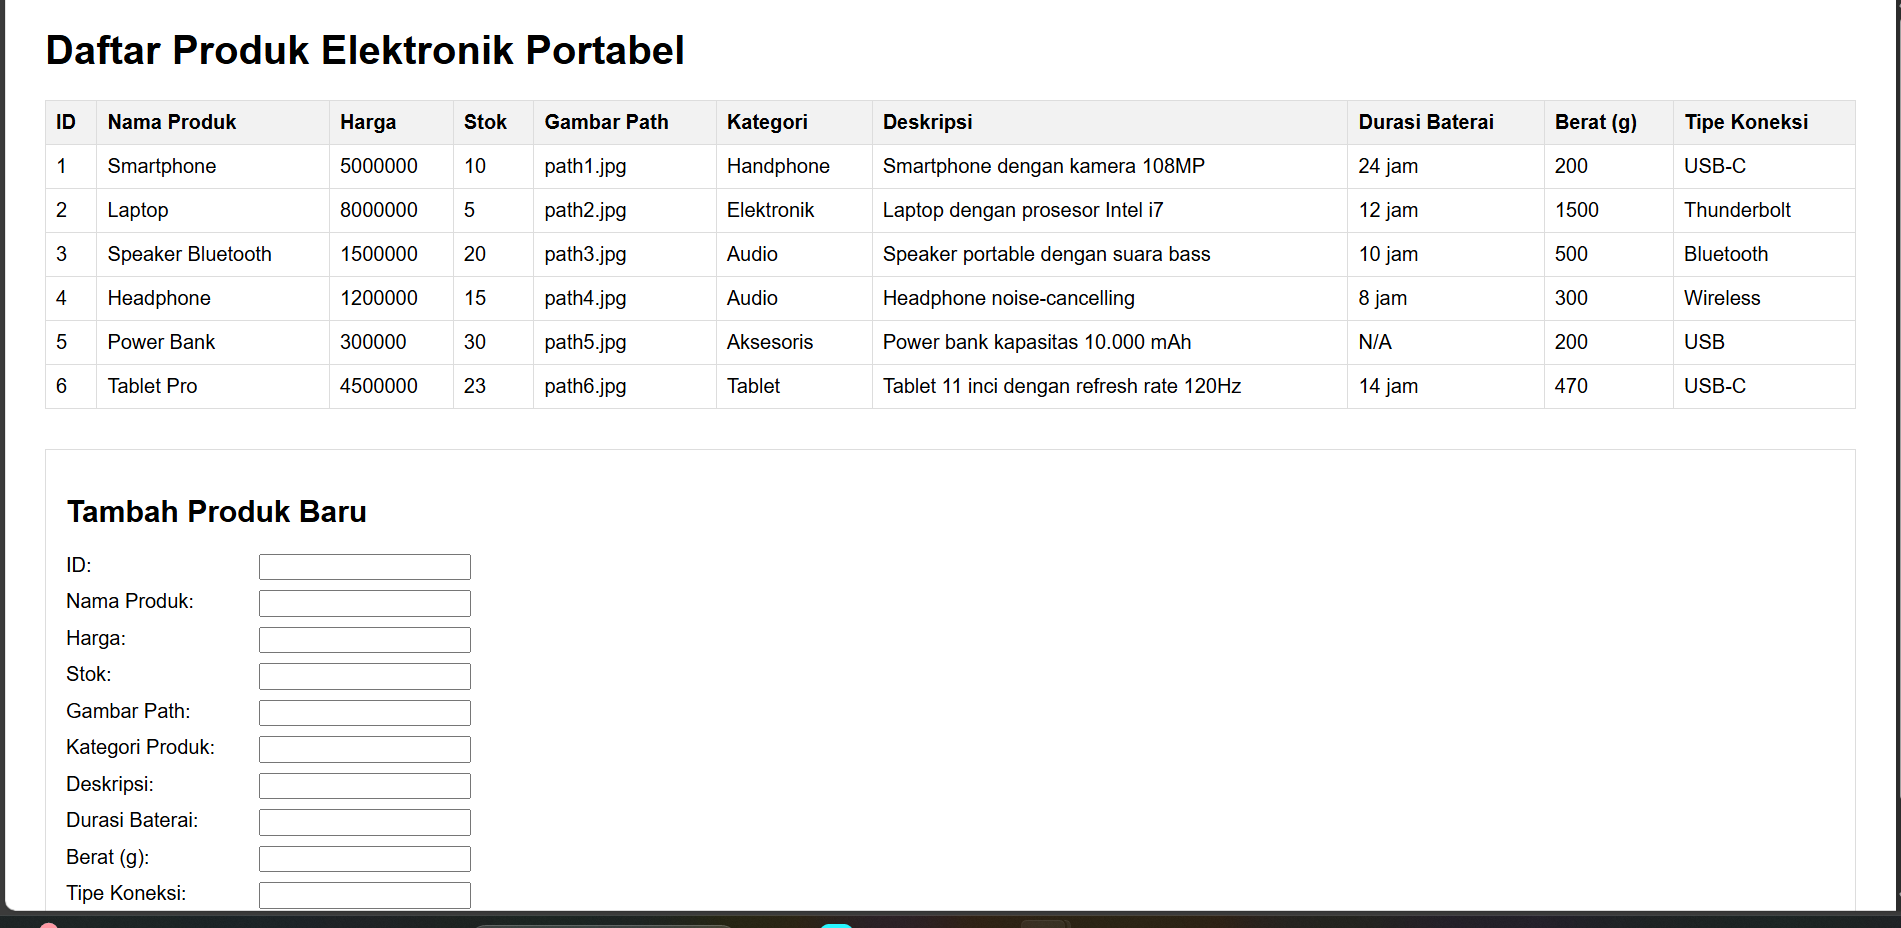 Daftar Produk Elektronik Portabel
ID Nama Produk Harga Stok Gambar Path Kategori Deskripsi Durasi Baterai Berat (g) Tipe Koneksi
1 Smartphone 5000000 10 path1.jpg Handphone Smartphone dengan kamera 108MP 24 jam 200 USB-C
2 Laptop 8000000 5 path2.jpg Elektronik Laptop dengan prosesor Intel i7 12 jam 1500 Thunderbolt
3 Speaker Bluetooth 1500000 20 path3.jpg Audio Speaker portable dengan suara bass 10 jam 500 Bluetooth
4 Headphone 1200000 15 path4.jpg Audio Headphone noise-cancelling 8 jam 300 Wireless
5 Power Bank 300000 30 path5.jpg Aksesoris Power bank kapasitas 10.000 mAh N/A 200 USB
6 Tablet Pro 4500000 23 path6.jpg Tablet Tablet 11 inci dengan refresh rate 120Hz 14 jam 470 USB-C
Tambah Produk Baru
ID:
Nama Produk:
Harga:
Stok:
Gambar Path:
Kategori Produk:
Deskripsi:
Durasi Baterai:
Berat (g):
Tipe Koneksi: